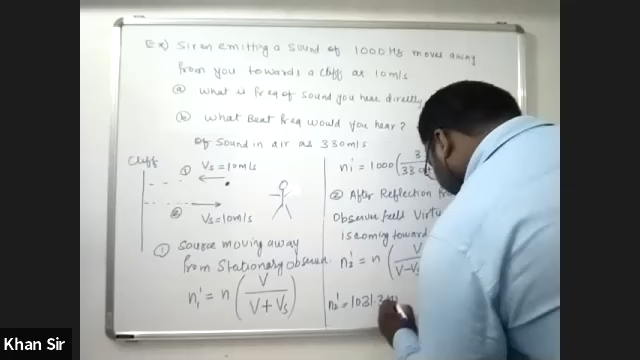 Ex) Siren emitting a sound of 1000 Hz moves away
from you towards a cliff at 10 m/s
ⓐ What is freq of sound you hear directly
ⓑ What Beat freq would you hear?
of sound in air as 330 m/s
Cliff
① Vs = 10 m/s
② Vs = 10 m/s
① Source moving away
from Stationary observer
n₁' = n ( V / V + Vs )
n₁' = 1000 (
② After Reflection
Observer feels
is coming
n₂' = n ( V / V - Vs
n₂' = 1031.
Khan Sir